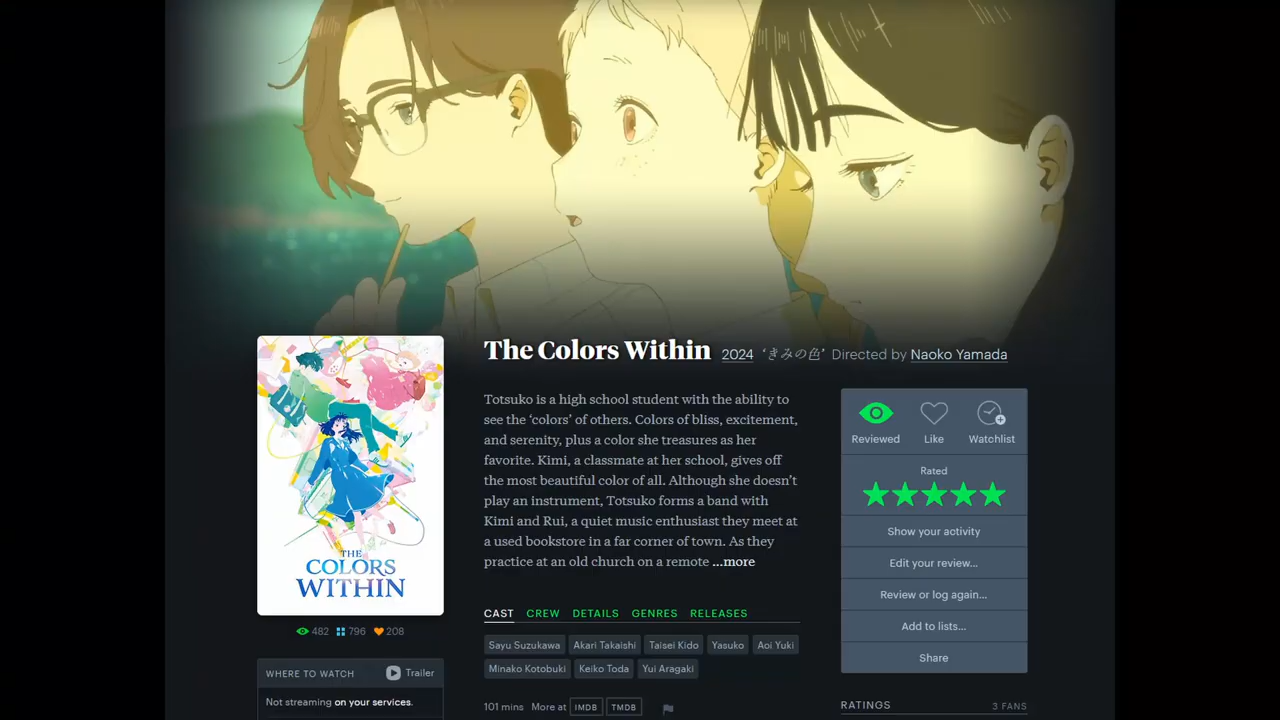 The Colors Within 2024 ‘きみの色’ Directed by Naoko Yamada
Totsuko is a high school student with the ability to
see the ‘colors’ of others. Colors of bliss, excitement,
and serenity, plus a color she treasures as her
favorite. Kimi, a classmate at her school, gives off
the most beautiful color of all. Although she doesn’t
play an instrument, Totsuko forms a band with
Kimi and Rui, a quiet music enthusiast they meet at
a used bookstore in a far corner of town. As they
practice at an old church on a remote ...more
THE
COLORS
WITHIN
482 796 208
WHERE TO WATCH Trailer
Not streaming on your services.
CAST CREW DETAILS GENRES RELEASES
Sayu Suzukawa Akari Takaishi Taisei Kido Yasuko Aoi Yuki
Minako Kotobuki Keiko Toda Yui Aragaki
101 mins More at IMDB TMDB
Reviewed Like Watchlist
Rated
Show your activity
Edit your review...
Review or log again...
Add to lists...
Share
RATINGS 3 FANS